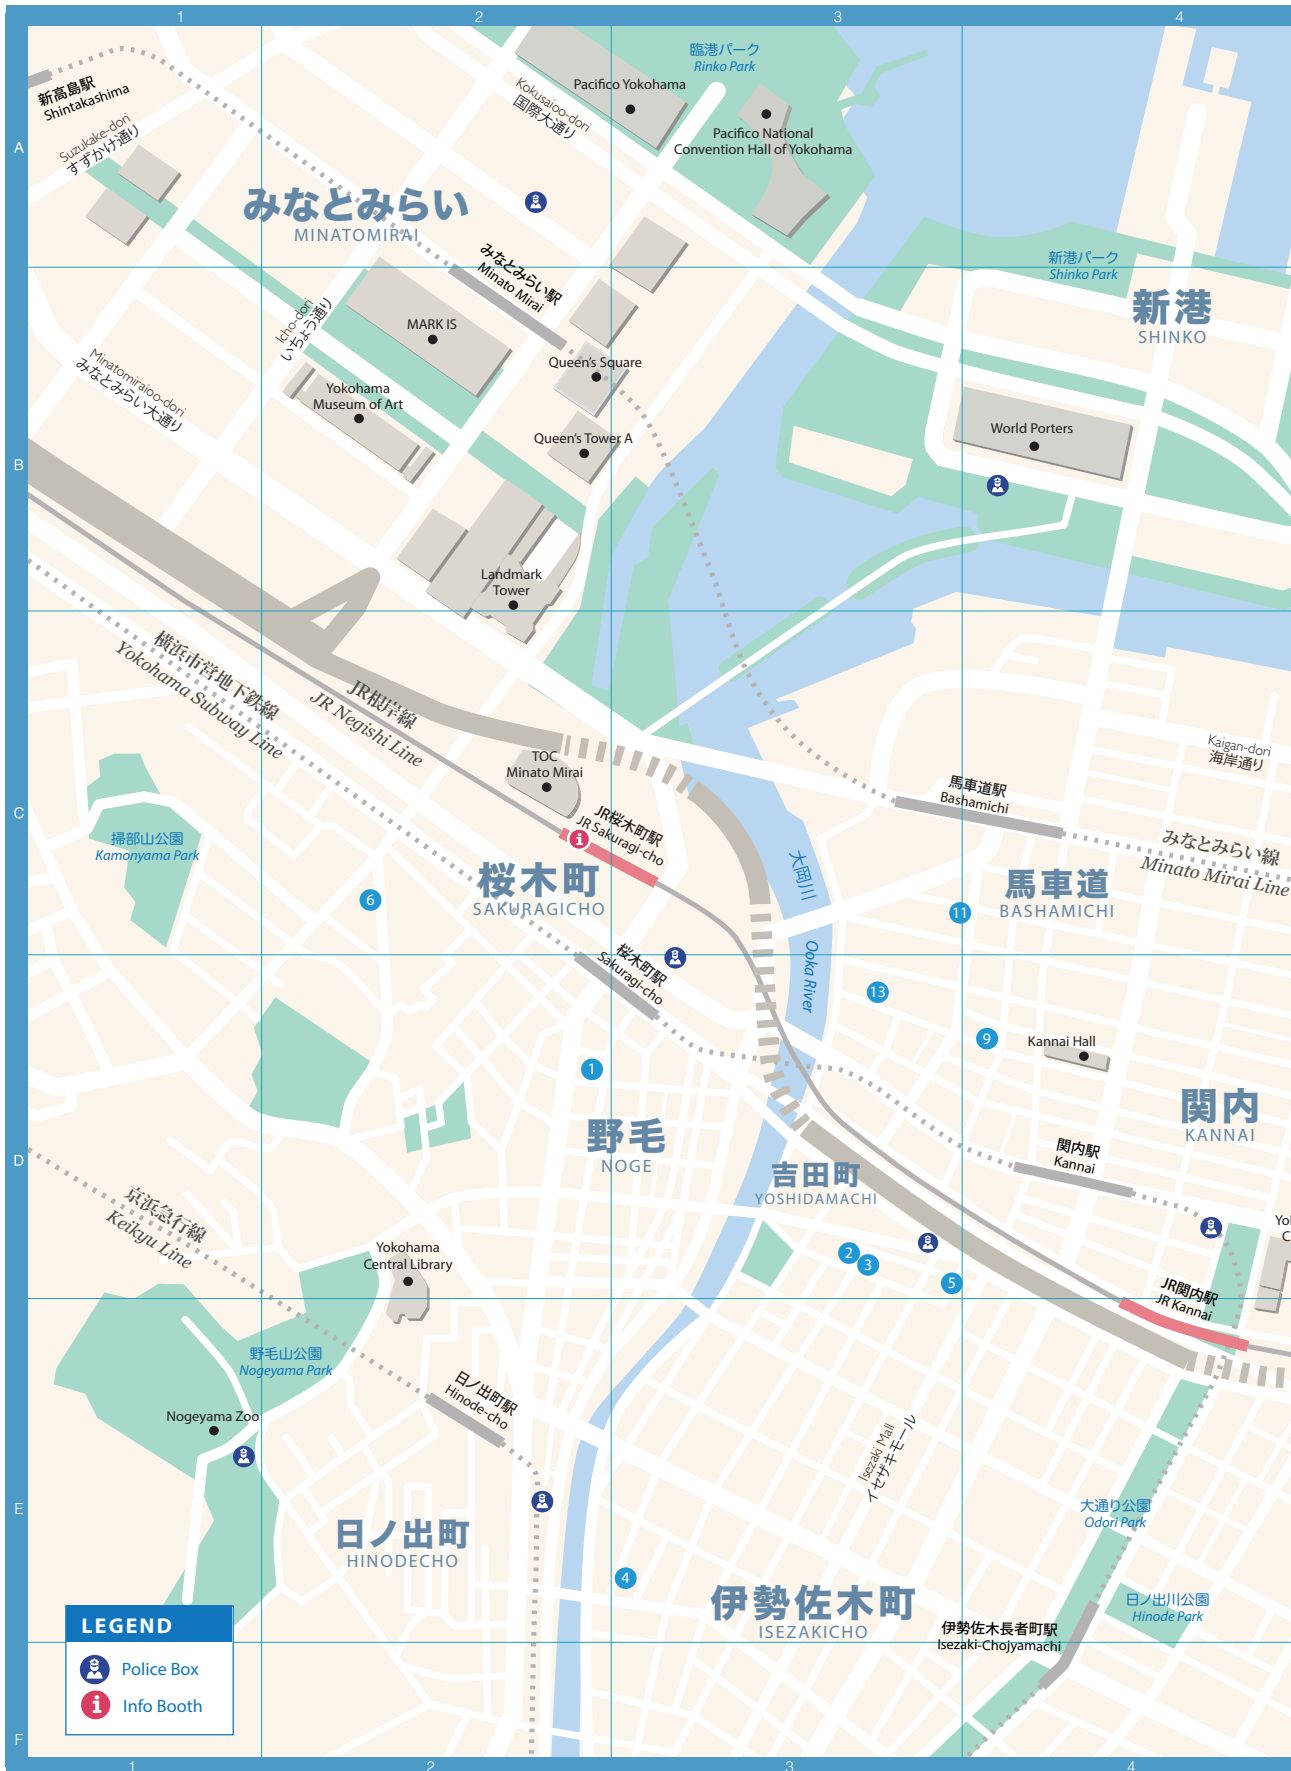 1
2
3
4
A
B
C
D
E
F
1
2
3
4
新高島駅
Shintakashima
Suzukake-dori
すずかけ通り
みなとみらい
MINATOMIRAI
Kokusaioo-dori
国際大通り
Pacifico Yokohama
臨港パーク
Rinko Park
Pacifico National
Convention Hall of Yokohama
みなとみらい駅
Minato Mirai
新港パーク
Shinko Park
新港
SHINKO
Icho-dori
いちょう通り
MARK IS
Minatomiraioo-dori
みなとみらい大通り
Yokohama
Museum of Art
Queen's Square
Queen's Tower A
World Porters
Landmark
Tower
横浜市営地下鉄線
Yokohama Subway Line
JR根岸線
JR Negishi Line
TOC
Minato Mirai
JR桜木町駅
JR Sakuragi-cho
Kaigan-dori
海岸通り
馬車道駅
Bashamichi
みなとみらい線
Minato Mirai Line
掃部山公園
Kamonyama Park
桜木町
SAKURAGICHO
大岡川
Ooka River
馬車道
BASHAMICHI
6
11
桜木町駅
Sakuragi-cho
13
9
Kannai Hall
1
野毛
NOGE
関内
KANNAI
吉田町
YOSHIDAMACHI
関内駅
Kannai
京浜急行線
Keikyu Line
Yokohama
Central Library
2
3
5
JR関内駅
JR Kannai
野毛山公園
Nogeyama Park
Nogeyama Zoo
日ノ出町駅
Hinode-cho
Isezaki Mall
イセザキモール
大通り公園
Odori Park
日ノ出町
HINODECHO
4
伊勢佐木町
ISEZAKICHO
日ノ出川公園
Hinode Park
伊勢佐木長者町駅
Isezaki-Chojyamachi
LEGEND
Police Box
Info Booth